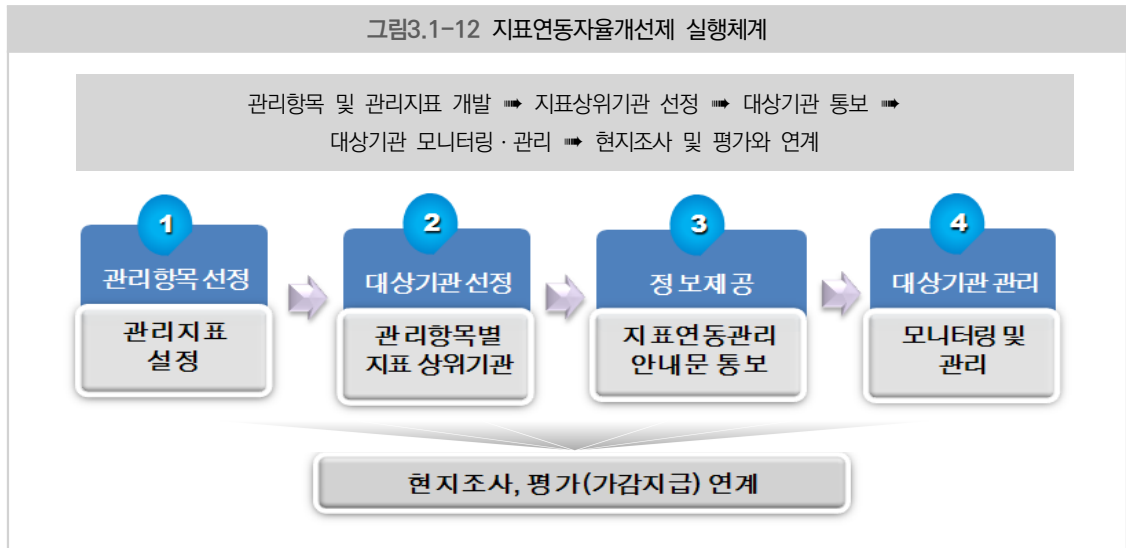 그림3.1-12 지표연동자율개선제 실행체계
관리항목 및 관리지표 개발 ➠ 지표상위기관 선정 ➠ 대상기관 통보 ➠
대상기관 모니터링·관리 ➠ 현지조사 및 평가와 연계
1
관리항목선정
관리지표
설정
2
대상기관선정
관리항목별
지표 상위기관
3
정보제공
지표연동관리
안내문 통보
4
대상기관 관리
모니터링 및
관리
현지조사, 평가(가감지급) 연계